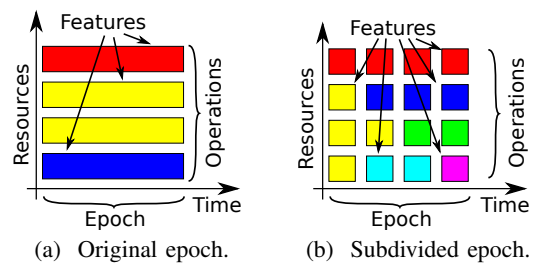 Features
Resources
Operations
Epoch
Time
(a) Original epoch.
Features
Resources
Operations
Epoch
Time
(b) Subdivided epoch.